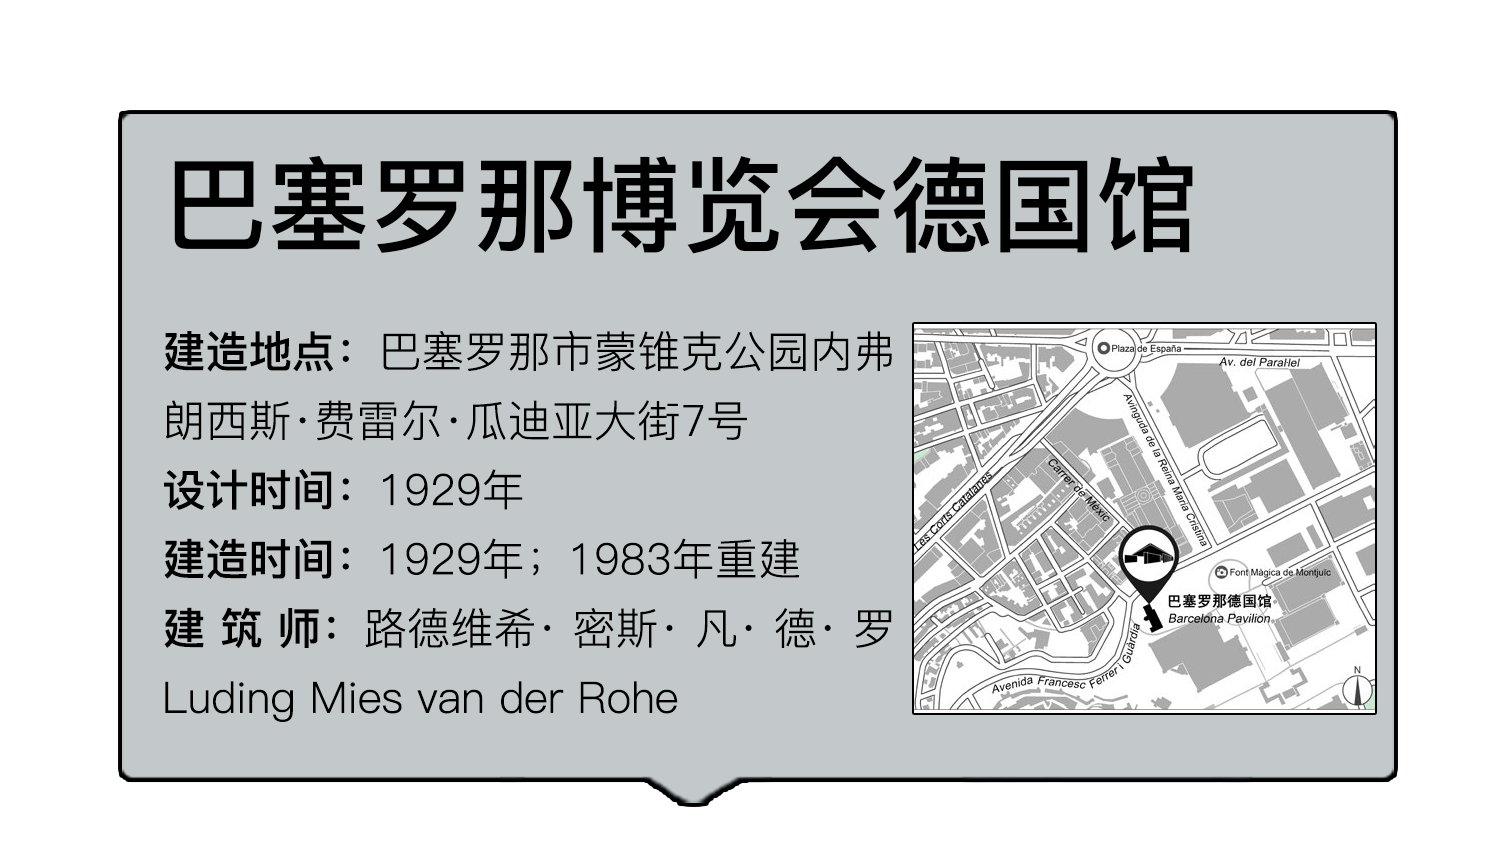 巴塞罗那博览会德国馆
建造地点：巴塞罗那市蒙锥克公园内弗
朗西斯·费雷尔·瓜迪亚大街7号
设计时间：1929年
建造时间：1929年；1983年重建
建 筑 师：路德维希· 密斯· 凡· 德· 罗
Luding Mies van der Rohe
Plaza de España
Av. del Paral·lel
Avinguda de la Reina Maria Cristina
Carrer de Mèxic
Les Corts Catalanes
Font Màgica de Montjuïc
巴塞罗那德国馆
Barcelona Pavilion
Avenida Francesc Ferrer i Guàrdia
N